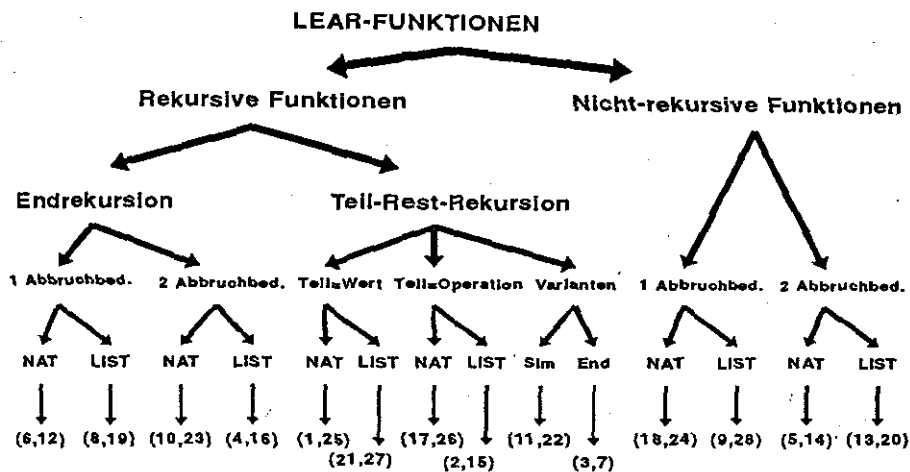 LEAR-FUNKTIONEN
Rekursive Funktionen Nicht-rekursive Funktionen
Endrekursion Teil-Rest-Rekursion
1 Abbruchbed. 2 Abbruchbed. Teil=Wert Teil=Operation Varianten 1 Abbruchbed. 2 Abbruchbed.
NAT LIST NAT LIST NAT LIST NAT LIST Sim End NAT LIST NAT LIST
(6,12) (8,19) (10,23) (4,16) (1,25) (17,26) (11,22) (18,24) (9,28) (5,14) (13,20)
(21,27) (2,15) (3,7)